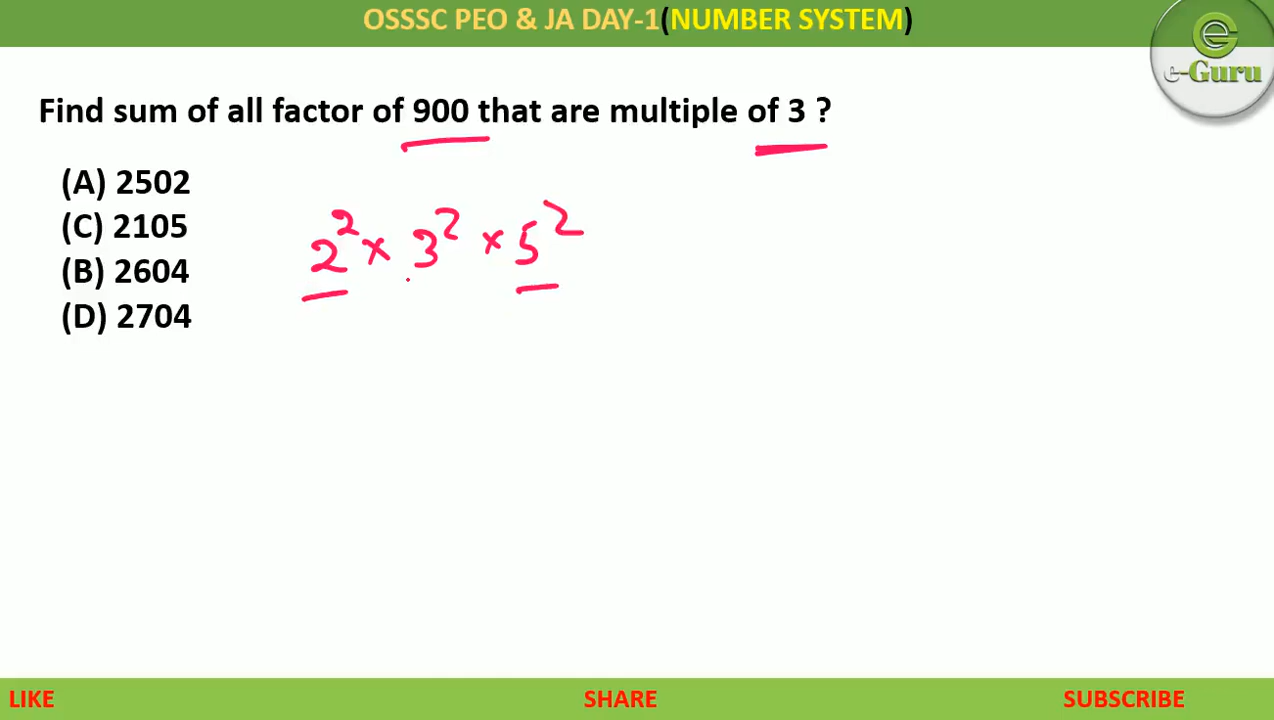 OSSSC PEO & JA DAY-1(NUMBER SYSTEM)
e-Guru
Find sum of all factor of 900 that are multiple of 3 ?
(A) 2502
(C) 2105
(B) 2604
(D) 2704
2² × 3² × 5²
LIKE SHARE SUBSCRIBE